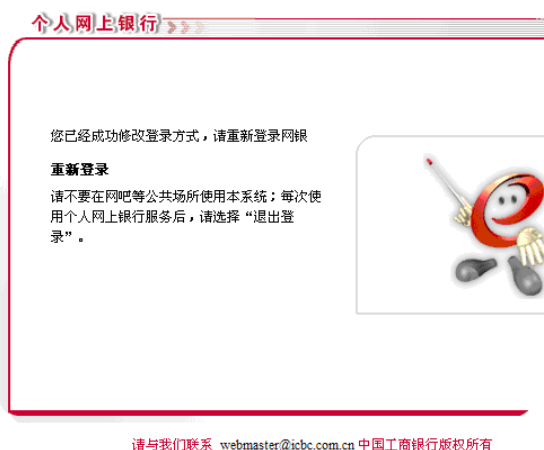 个人网上银行
您已经成功修改登录方式，请重新登录网银
重新登录
请不要在网吧等公共场所使用本系统；每次使
用个人网上银行服务后，请选择“退出登
录”。
请与我们联系 webmaster@icbc.com.cn 中国工商银行版权所有